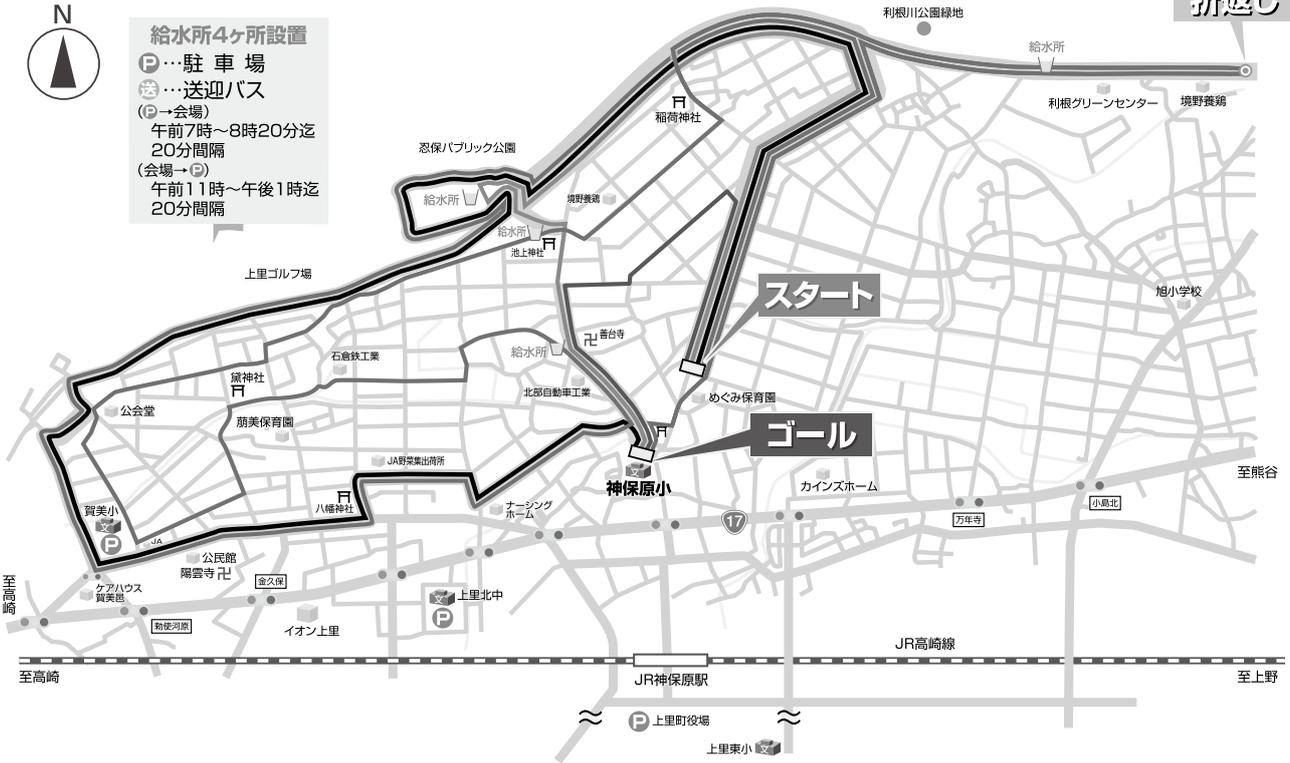 N
給水所4ヶ所設置
P…駐車場
送…送迎バス
(P→会場)
午前7時~8時20分迄
20分間隔
(会場→P)
午前11時~午後1時迄
20分間隔
利根川公園緑地
折返し
給水所
利根グリーンセンター
境野養鶏
稲荷神社
忍保パブリック公園
給水所
境野養鶏
給水所
池上神社
上里ゴルフ場
スタート
旭小学校
善台寺
給水所
石倉鉄工業
黛神社
北部自動車工業
めぐみ保育園
公会堂
萠美保育園
ゴール
JA野菜集出荷所
至熊谷
神保原小
カインズホーム
八幡神社
ナーシング
ホーム
小島北
万年寺
17
賀美小
P
JA
公民館
陽雲寺
至高崎
ケアハウス
賀美邑
金久保
上里北中
P
勅使河原
イオン上里
JR高崎線
至高崎
JR神保原駅
至上野
P 上里町役場
上里東小